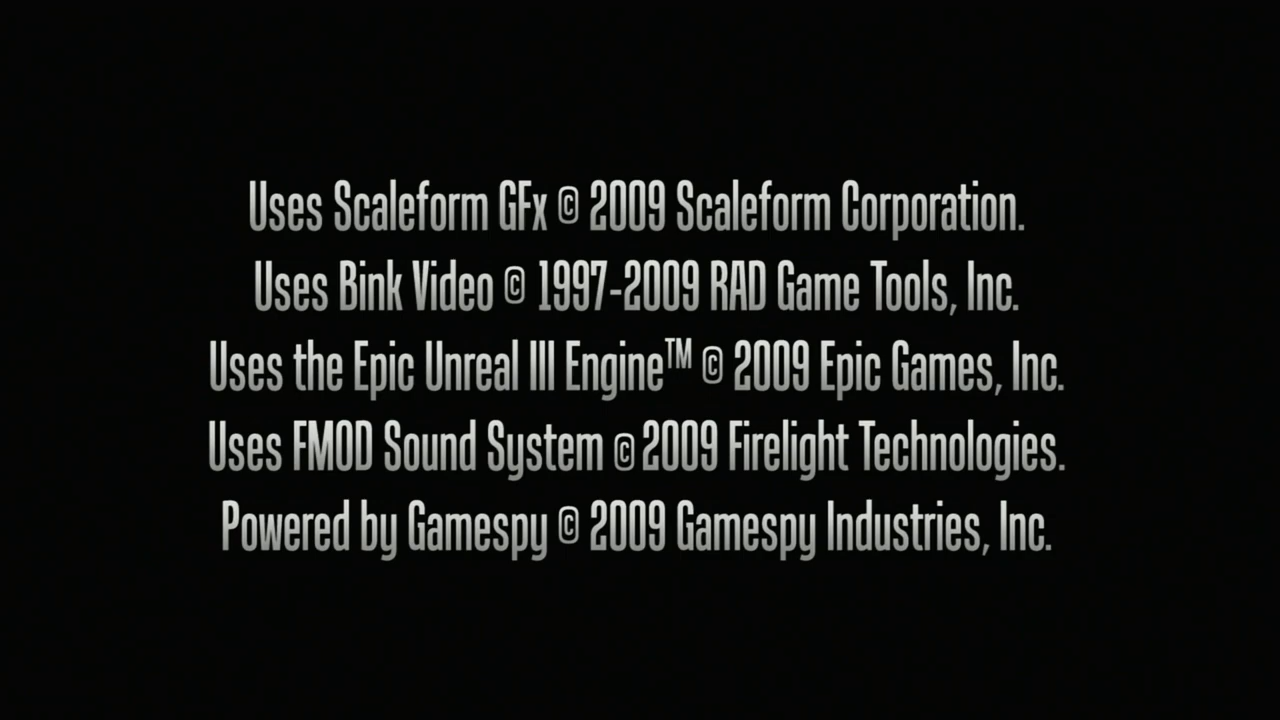 Uses Scaleform GFx © 2009 Scaleform Corporation.
Uses Bink Video © 1997-2009 RAD Game Tools, Inc.
Uses the Epic Unreal III Engine™ © 2009 Epic Games, Inc.
Uses FMOD Sound System © 2009 Firelight Technologies.
Powered by Gamespy © 2009 Gamespy Industries, Inc.